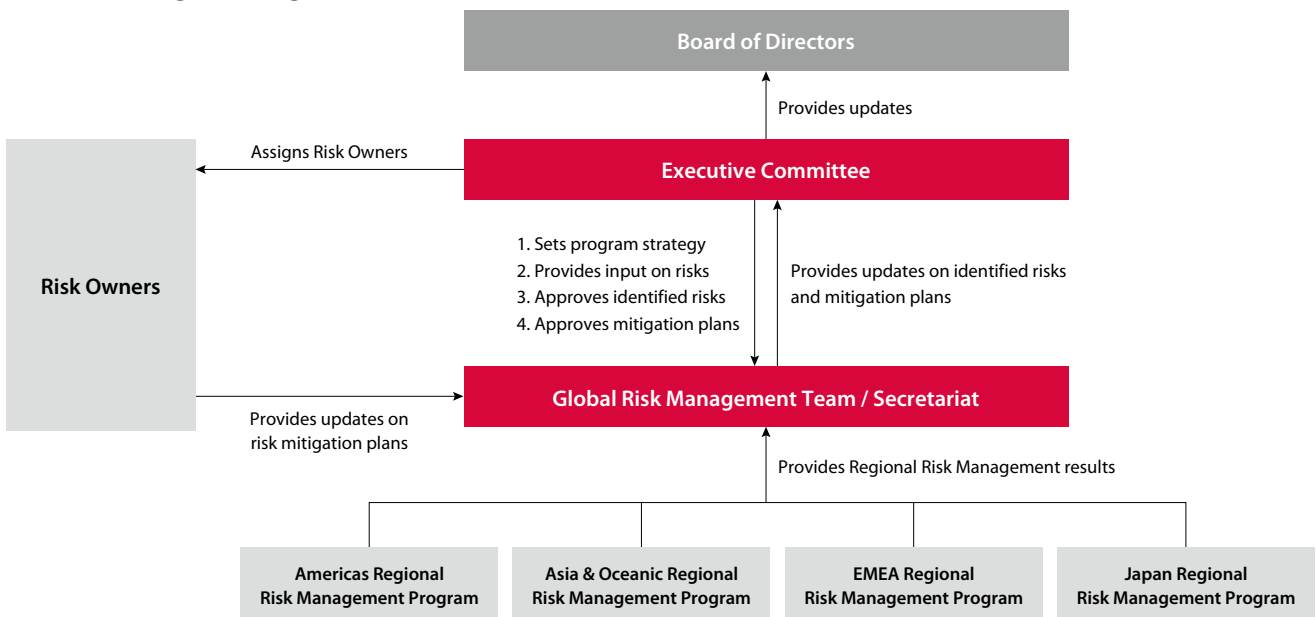 Board of Directors
Provides updates
Assigns Risk Owners
Executive Committee
Risk Owners
1. Sets program strategy
2. Provides input on risks
3. Approves identified risks
4. Approves mitigation plans
Provides updates on identified risks
and mitigation plans
Global Risk Management Team / Secretariat
Provides updates on
risk mitigation plans
Provides Regional Risk Management results
Americas Regional
Risk Management Program
Asia & Oceanic Regional
Risk Management Program
EMEA Regional
Risk Management Program
Japan Regional
Risk Management Program